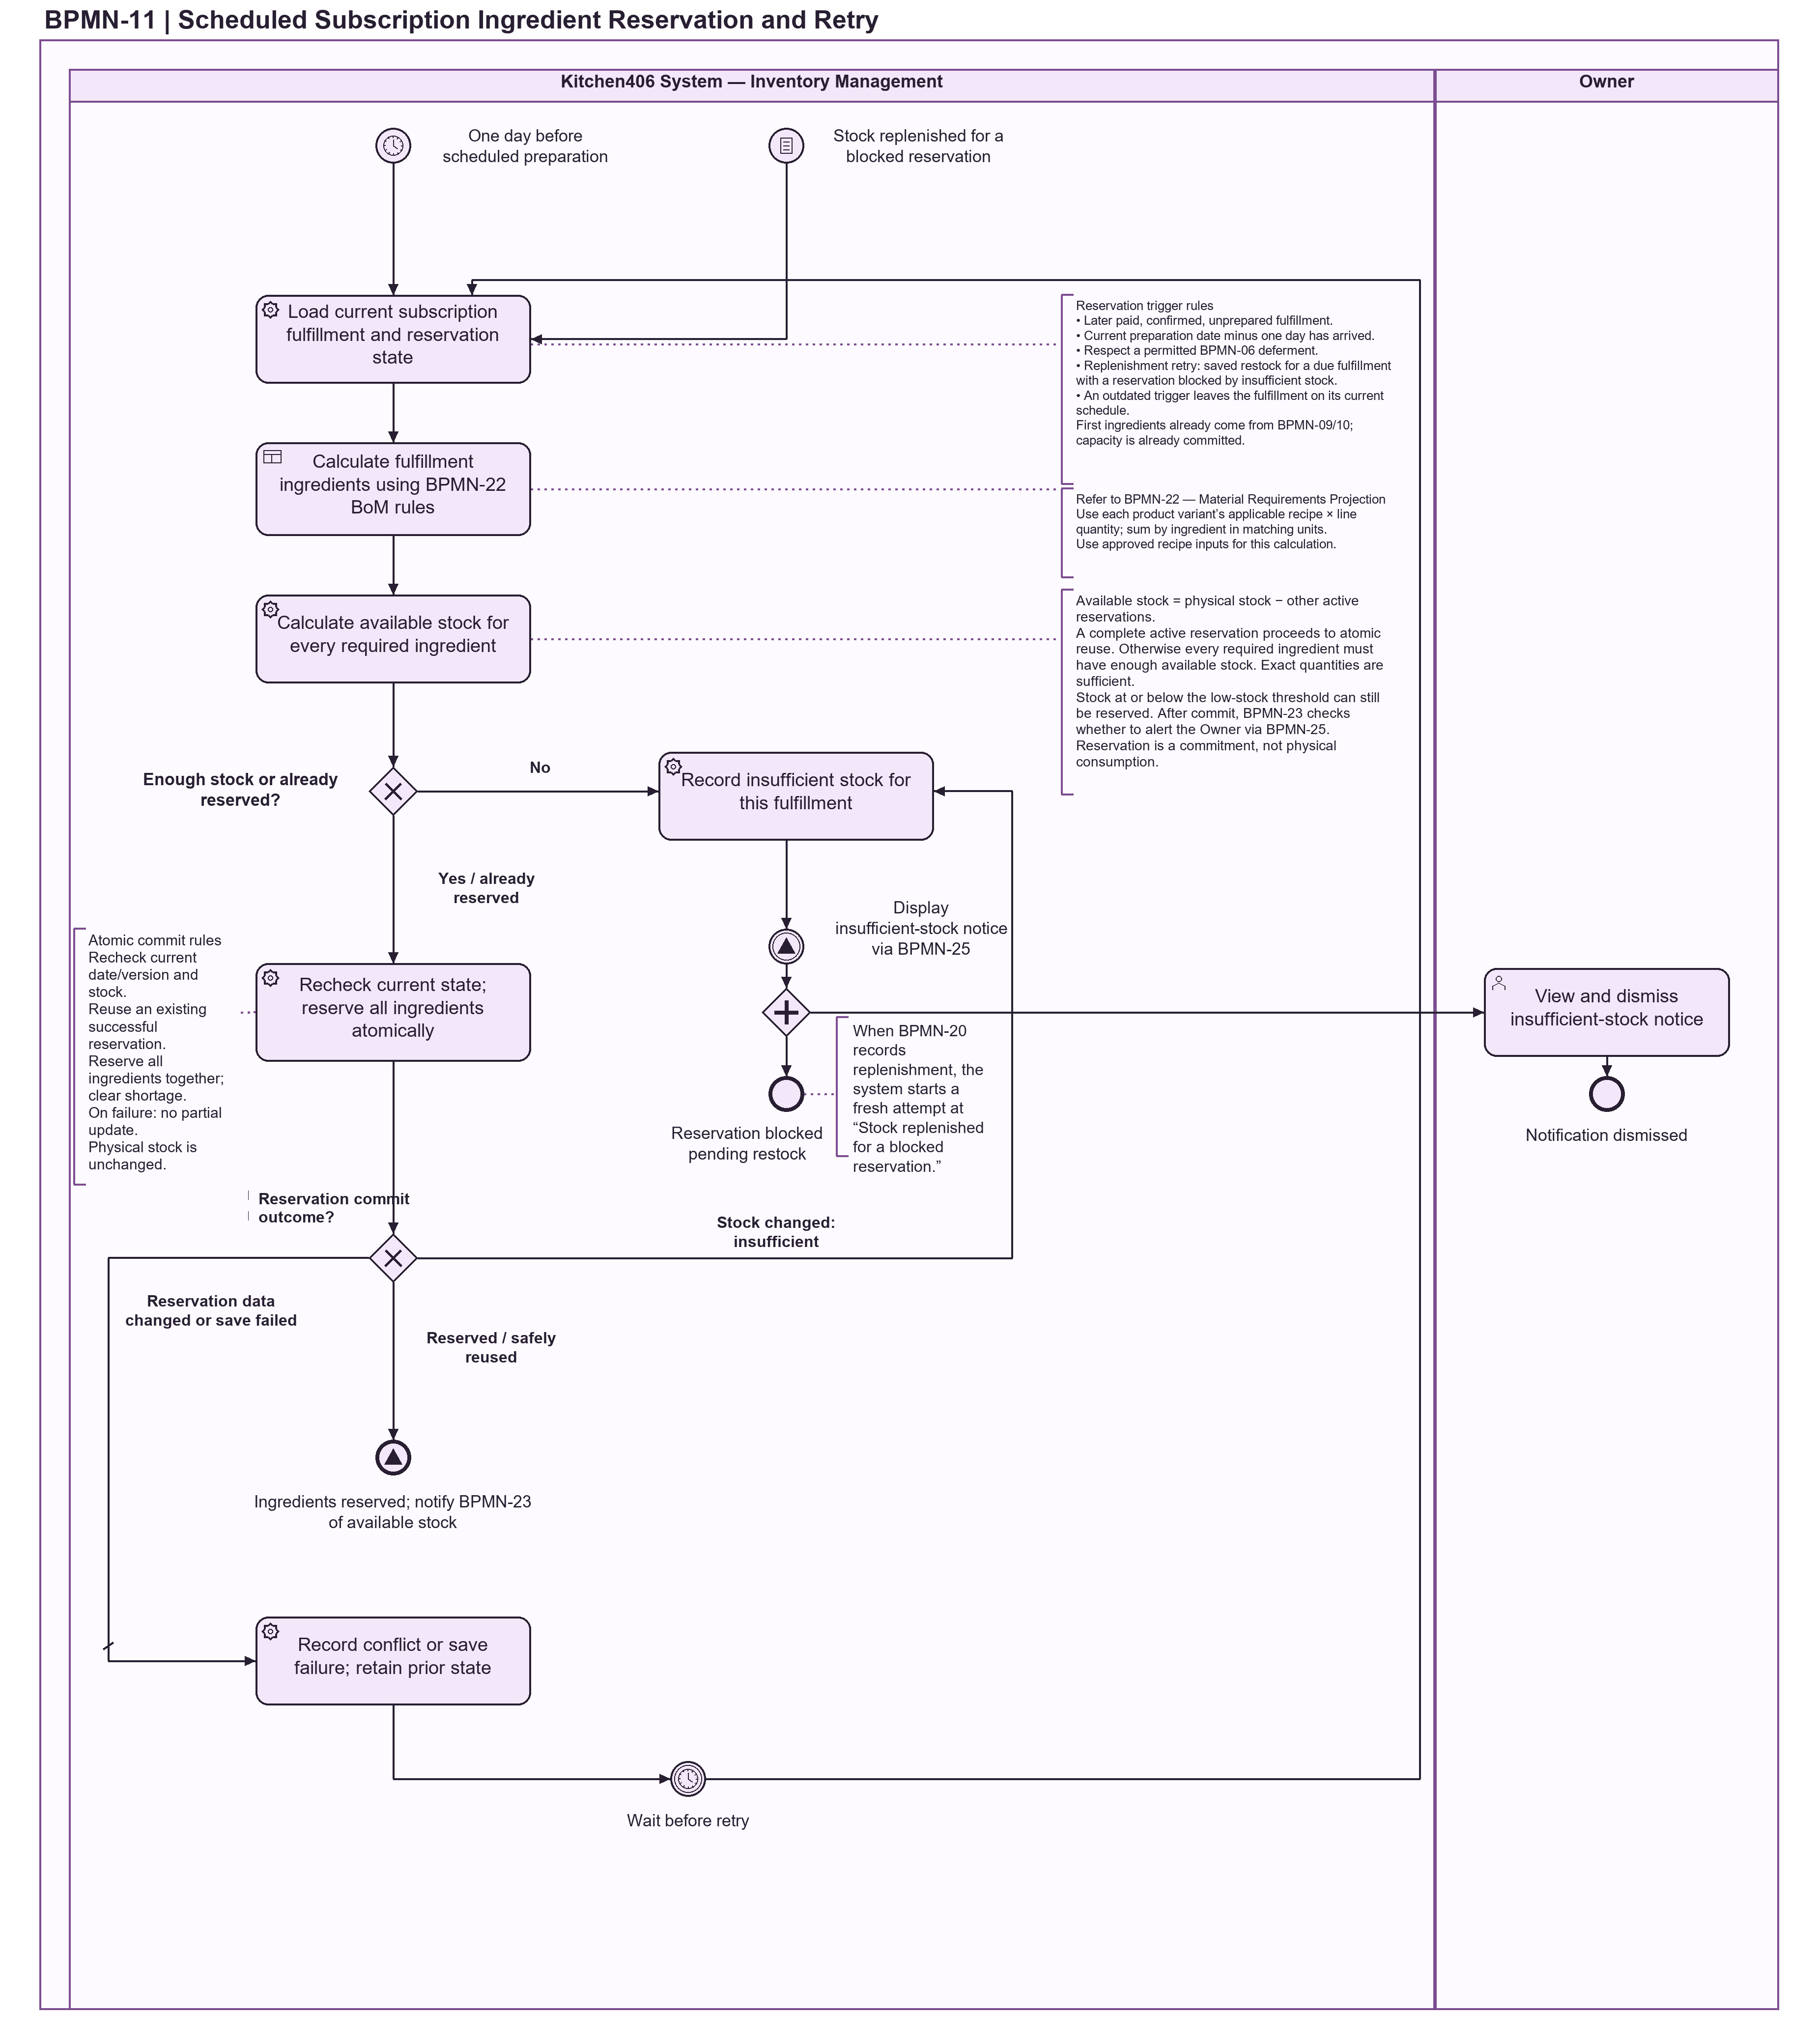 BPMN-11 | Scheduled Subscription Ingredient Reservation and Retry
Kitchen406 System — Inventory Management
Owner
One day before
scheduled preparation
Stock replenished for a
blocked reservation
Load current subscription
fulfillment and reservation
state
Reservation trigger rules
• Later paid, confirmed, unprepared fulfillment.
• Current preparation date minus one day has arrived.
• Respect a permitted BPMN-06 deferment.
• Replenishment retry: saved restock for a due fulfillment
with a reservation blocked by insufficient stock.
• An outdated trigger leaves the fulfillment on its current
schedule.
First ingredients already come from BPMN-09/10;
capacity is already committed.
Calculate fulfillment
ingredients using BPMN-22
BoM rules
Refer to BPMN-22 — Material Requirements Projection
Use each product variant's applicable recipe × line
quantity; sum by ingredient in matching units.
Use approved recipe inputs for this calculation.
Calculate available stock for
every required ingredient
Available stock = physical stock − other active
reservations.
A complete active reservation proceeds to atomic
reuse. Otherwise every required ingredient must
have enough available stock. Exact quantities are
sufficient.
Stock at or below the low-stock threshold can still
be reserved. After commit, BPMN-23 checks
whether to alert the Owner via BPMN-25.
Reservation is a commitment, not physical
consumption.
Enough stock or already
reserved?
No
Record insufficient stock for
this fulfillment
Yes / already
reserved
Display
insufficient-stock notice
via BPMN-25
Atomic commit rules
Recheck current
date/version and
stock.
Reuse an existing
successful
reservation.
Reserve all
ingredients together;
clear shortage.
On failure: no partial
update.
Physical stock is
unchanged.
Recheck current state;
reserve all ingredients
atomically
View and dismiss
insufficient-stock notice
When BPMN-20
records
replenishment, the
system starts a
fresh attempt at
“Stock replenished
for a blocked
reservation.”
Reservation blocked
pending restock
Notification dismissed
Reservation commit
outcome?
Stock changed:
insufficient
Reservation data
changed or save failed
Reserved / safely
reused
Ingredients reserved; notify BPMN-23
of available stock
Record conflict or save
failure; retain prior state
Wait before retry